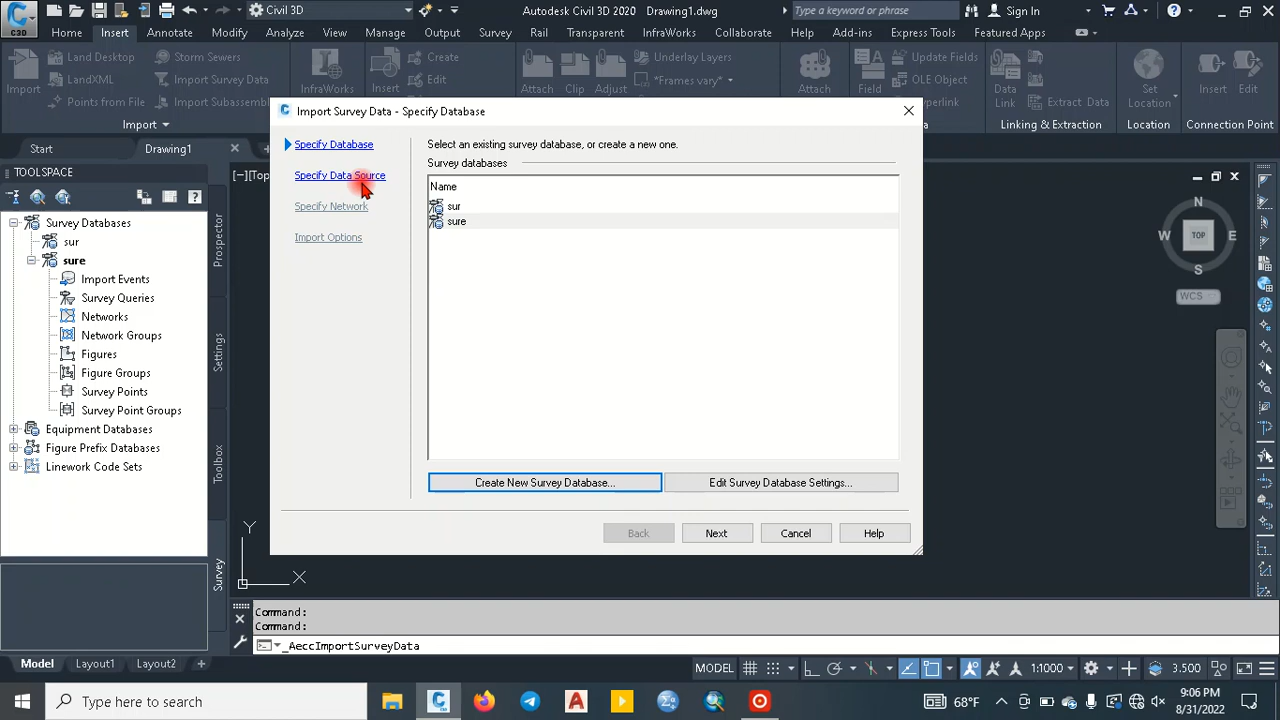 Civil 3D
Autodesk Civil 3D 2020 Drawing1.dwg
Type a keyword or phrase
Sign In
C3D
Home Insert Annotate Modify Analyze View Manage Output Survey Rail Transparent InfraWorks Collaborate Help Add-ins Express Tools Featured Apps
Land Desktop
Storm Sewers
Create
Underlay Layers
Update Fields
LandXML
Import Survey Data
Edit
*Frames vary*
OLE Object
Points from File
Import Subassemb
Hyperlink
Extract Data
Import
InfraWorks
Insert
Attach
Clip
Adjust
Attach
Field
Data
Link
Set
Location
Insert
Edit
Import
Linking & Extraction
Location
Connection Point
Start
Drawing1
TOOLSPACE
Survey Databases
sur
sure
Import Events
Survey Queries
Networks
Network Groups
Figures
Figure Groups
Survey Points
Survey Point Groups
Equipment Databases
Figure Prefix Databases
Linework Code Sets
Prospector
Settings
Toolbox
Survey
[-][Top
Import Survey Data - Specify Database
Specify Database
Specify Data Source
Specify Network
Import Options
Select an existing survey database, or create a new one.
Survey databases
Name
sur
sure
Create New Survey Database...
Edit Survey Database Settings...
Back
Next
Cancel
Help
N
W
TOP
E
S
WCS
Y
X
Command:
Command:
_AeccImportSurveyData
Model
Layout1
Layout2
MODEL
1:1000
3.500
Type here to search
68°F
9:06 PM
8/31/2022